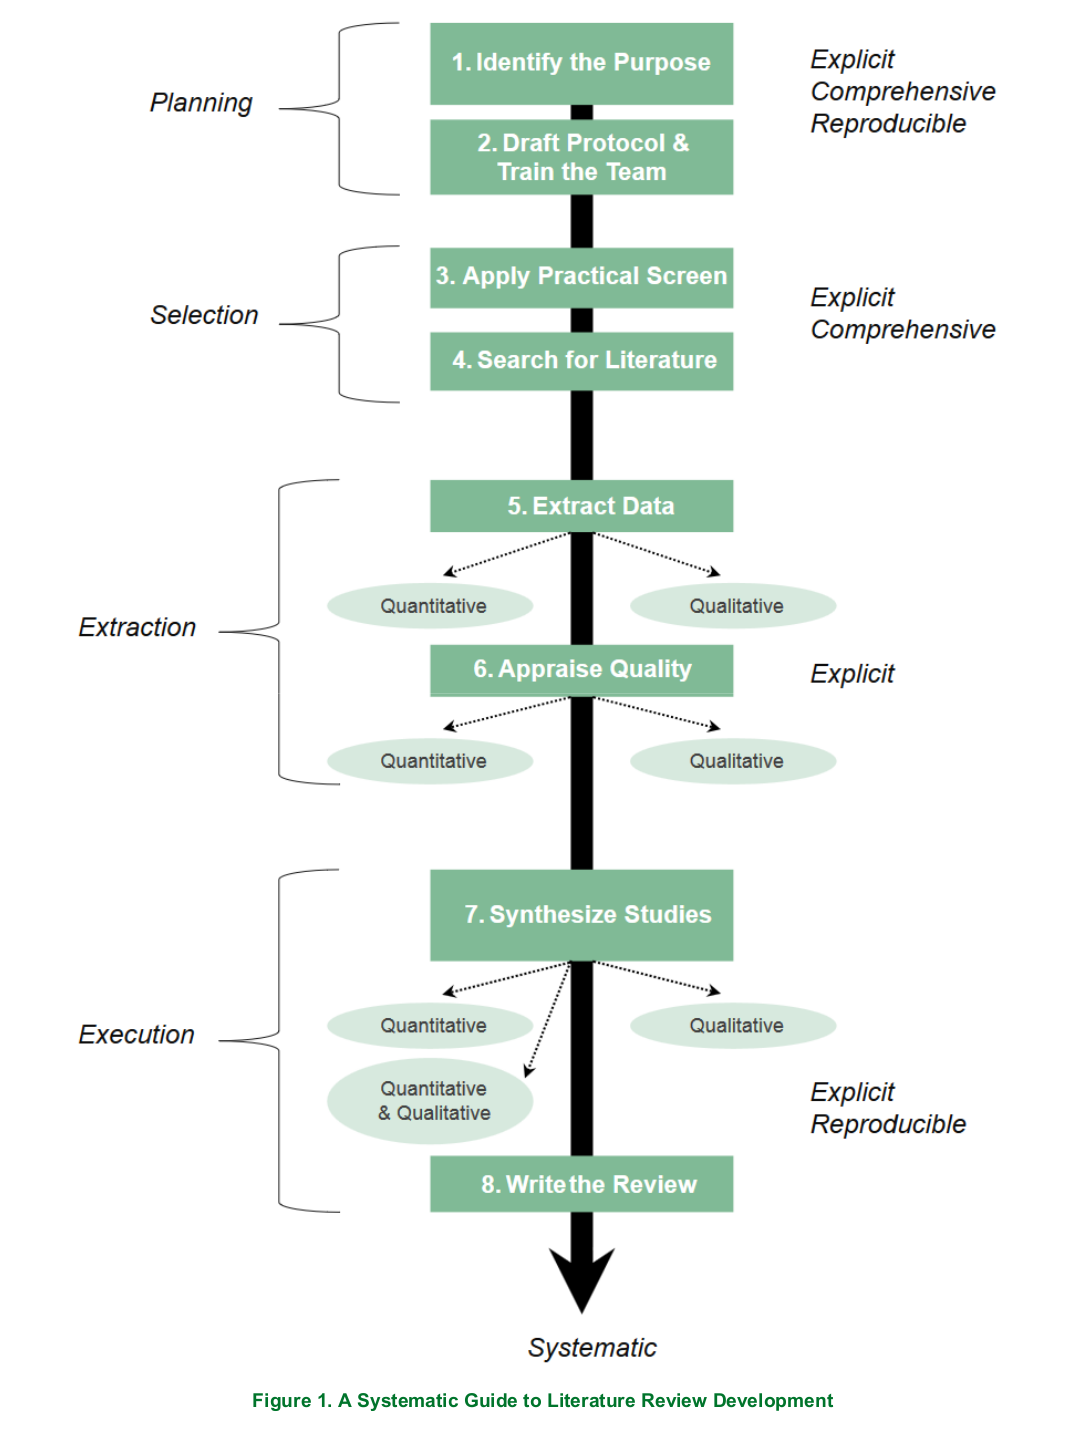 1. Identify the Purpose
Explicit
Comprehensive
Reproducible
Planning
2. Draft Protocol &
Train the Team
3. Apply Practical Screen
Selection
Explicit
Comprehensive
4. Search for Literature
5. Extract Data
Quantitative
Qualitative
Extraction
6. Appraise Quality
Explicit
Quantitative
Qualitative
7. Synthesize Studies
Quantitative
Qualitative
Execution
Quantitative
& Qualitative
Explicit
Reproducible
8. Write the Review
Systematic
Figure 1. A Systematic Guide to Literature Review Development